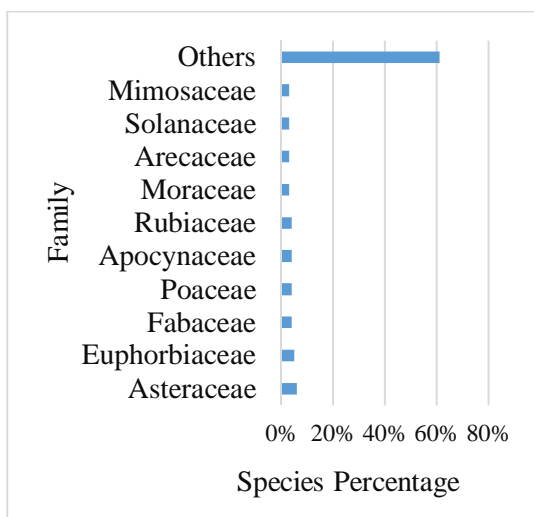 Others
Mimosaceae
Solanaceae
Arecaceae
Moraceae
Rubiaceae
Apocynaceae
Poaceae
Fabaceae
Euphorbiaceae
Asteraceae
Family
0% 20% 40% 60% 80%
Species Percentage